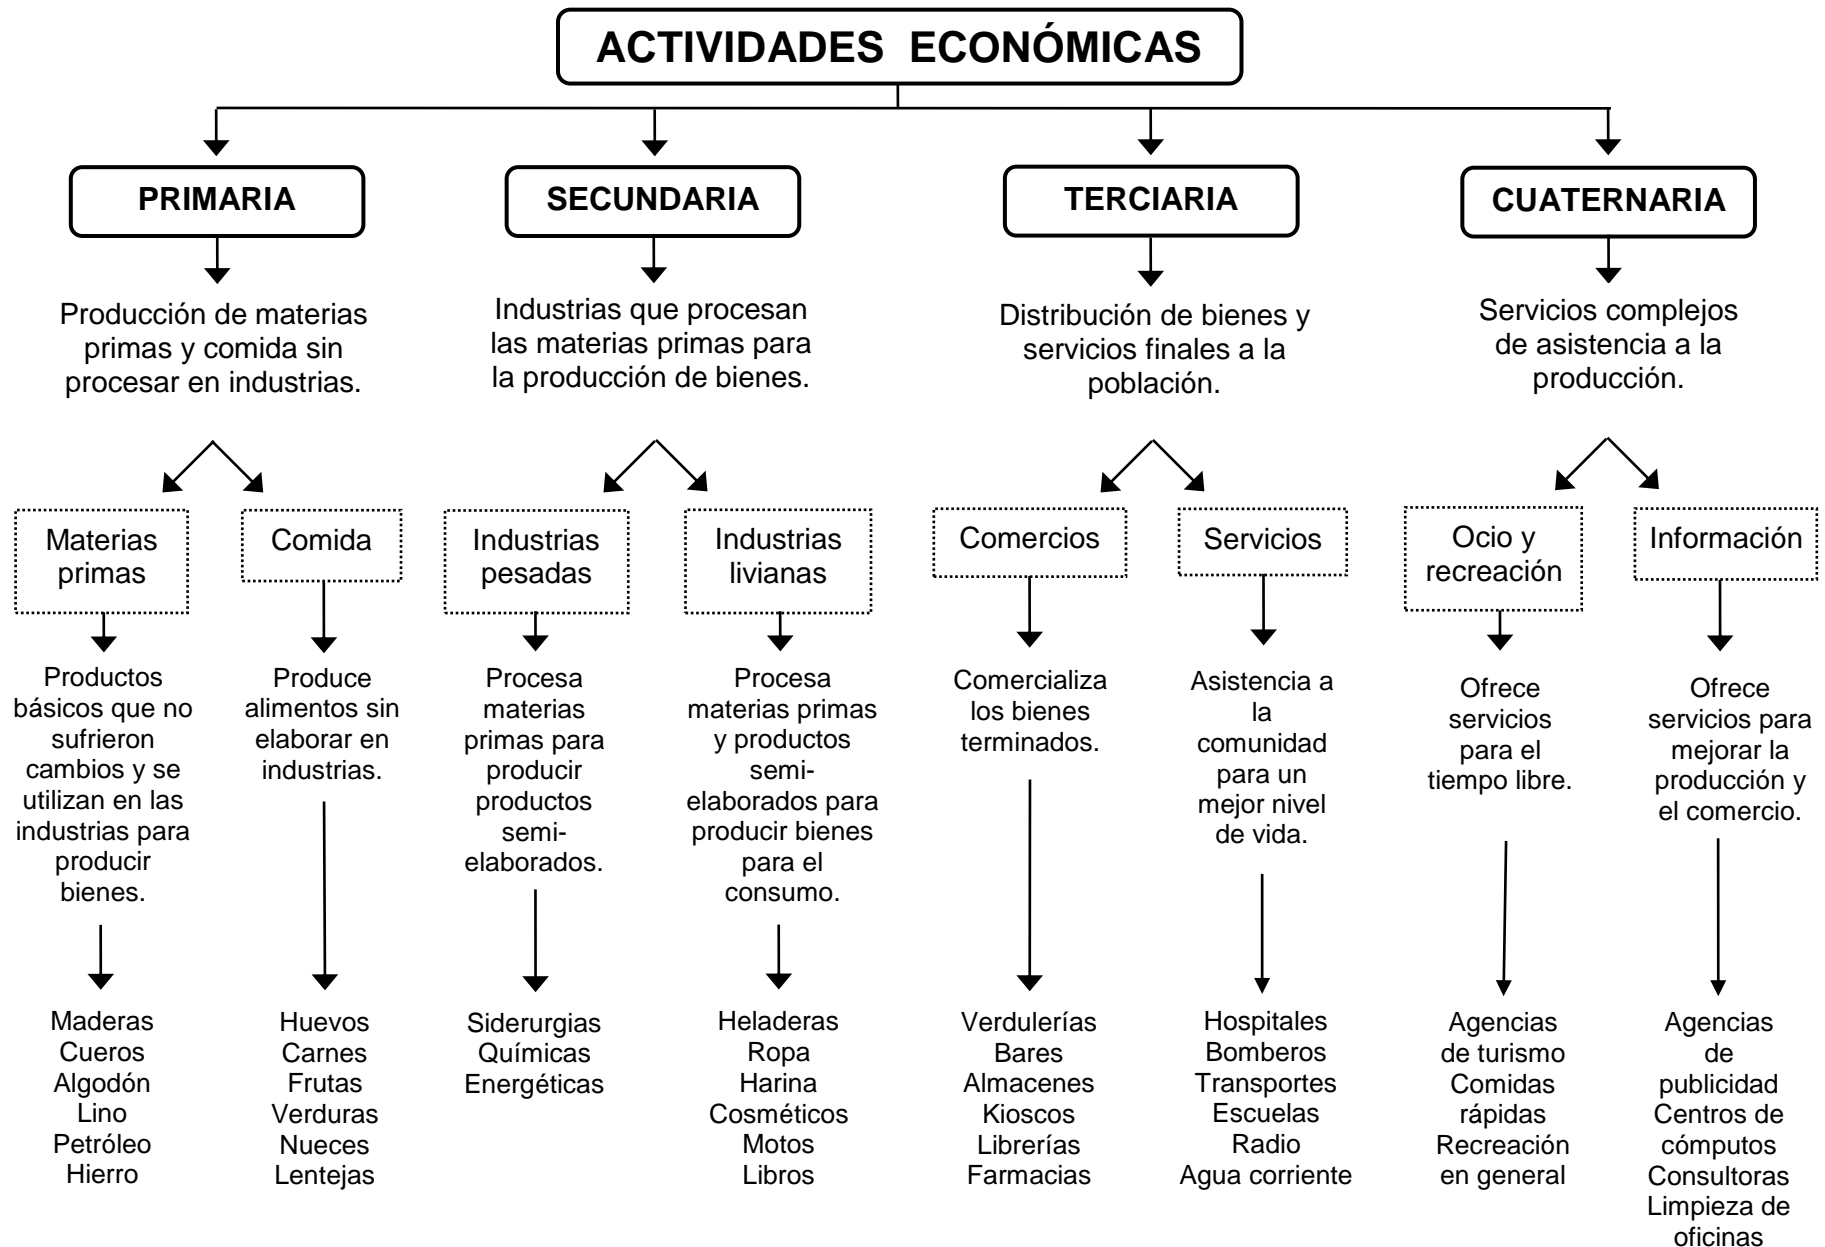 ACTIVIDADES ECONÓMICAS
PRIMARIA
SECUNDARIA
TERCIARIA
CUATERNARIA
Producción de materias
primas y comida sin
procesar en industrias.
Industrias que procesan
las materias primas para
la producción de bienes.
Distribución de bienes y
servicios finales a la
población.
Servicios complejos
de asistencia a la
producción.
Materias
primas
Comida
Industrias
pesadas
Industrias
livianas
Comercios
Servicios
Ocio y
recreación
Información
Productos
básicos que no
sufrieron
cambios y se
utilizan en las
industrias para
producir
bienes.
Produce
alimentos sin
elaborar en
industrias.
Procesa
materias
primas para
producir
productos
semi-
elaborados.
Procesa
materias primas
y productos
semi-
elaborados para
producir bienes
para el
consumo.
Comercializa
los bienes
terminados.
Asistencia a
la
comunidad
para un
mejor nivel
de vida.
Ofrece
servicios
para el
tiempo libre.
Ofrece
servicios para
mejorar la
producción y
el comercio.
Maderas
Cueros
Algodón
Lino
Petróleo
Hierro
Huevos
Carnes
Frutas
Verduras
Nueces
Lentejas
Siderurgias
Químicas
Energéticas
Heladeras
Ropa
Harina
Cosméticos
Motos
Libros
Verdulerías
Bares
Almacenes
Kioscos
Librerías
Farmacias
Hospitales
Bomberos
Transportes
Escuelas
Radio
Agua corriente
Agencias
de turismo
Comidas
rápidas
Recreación
en general
Agencias
de
publicidad
Centros de
cómputos
Consultoras
Limpieza de
oficinas